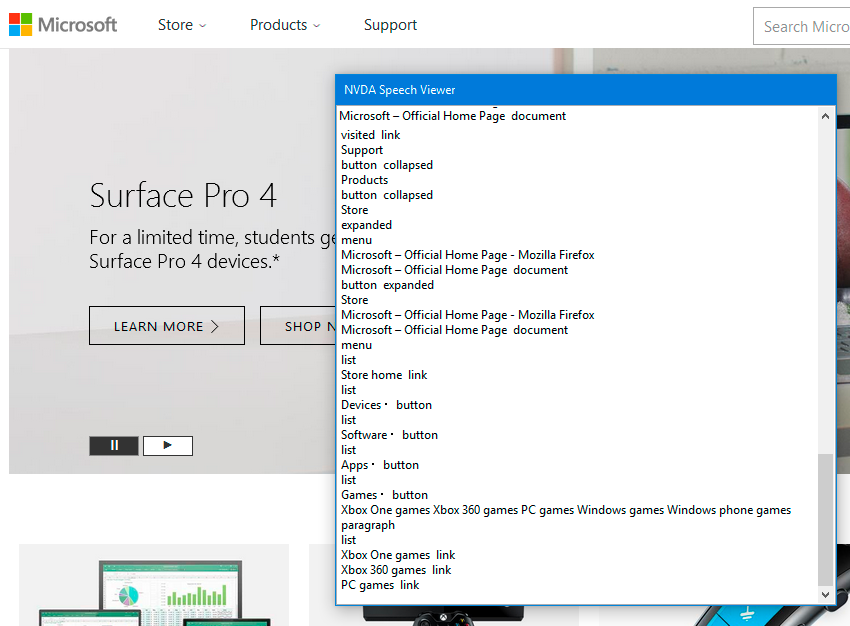 Microsoft Store Products Support Search Micro
Surface Pro 4
For a limited time, students ge
Surface Pro 4 devices.*
LEARN MORE SHOP N
NVDA Speech Viewer
Microsoft – Official Home Page document
visited link
Support
button collapsed
Products
button collapsed
Store
expanded
menu
Microsoft – Official Home Page - Mozilla Firefox
Microsoft – Official Home Page document
button expanded
Store
Microsoft – Official Home Page - Mozilla Firefox
Microsoft – Official Home Page document
menu
list
Store home link
list
Devices· button
list
Software· button
list
Apps· button
list
Games· button
Xbox One games Xbox 360 games PC games Windows games Windows phone games
paragraph
list
Xbox One games link
Xbox 360 games link
PC games link